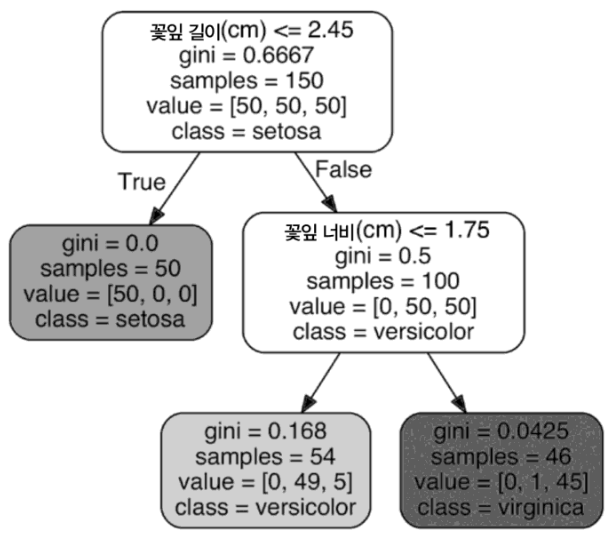 꽃잎 길이(cm) <= 2.45
gini = 0.6667
samples = 150
value = [50, 50, 50]
class = setosa
True
False
gini = 0.0
samples = 50
value = [50, 0, 0]
class = setosa
꽃잎 너비(cm) <= 1.75
gini = 0.5
samples = 100
value = [0, 50, 50]
class = versicolor
gini = 0.168
samples = 54
value = [0, 49, 5]
class = versicolor
gini = 0.0425
samples = 46
value = [0, 1, 45]
class = virginica